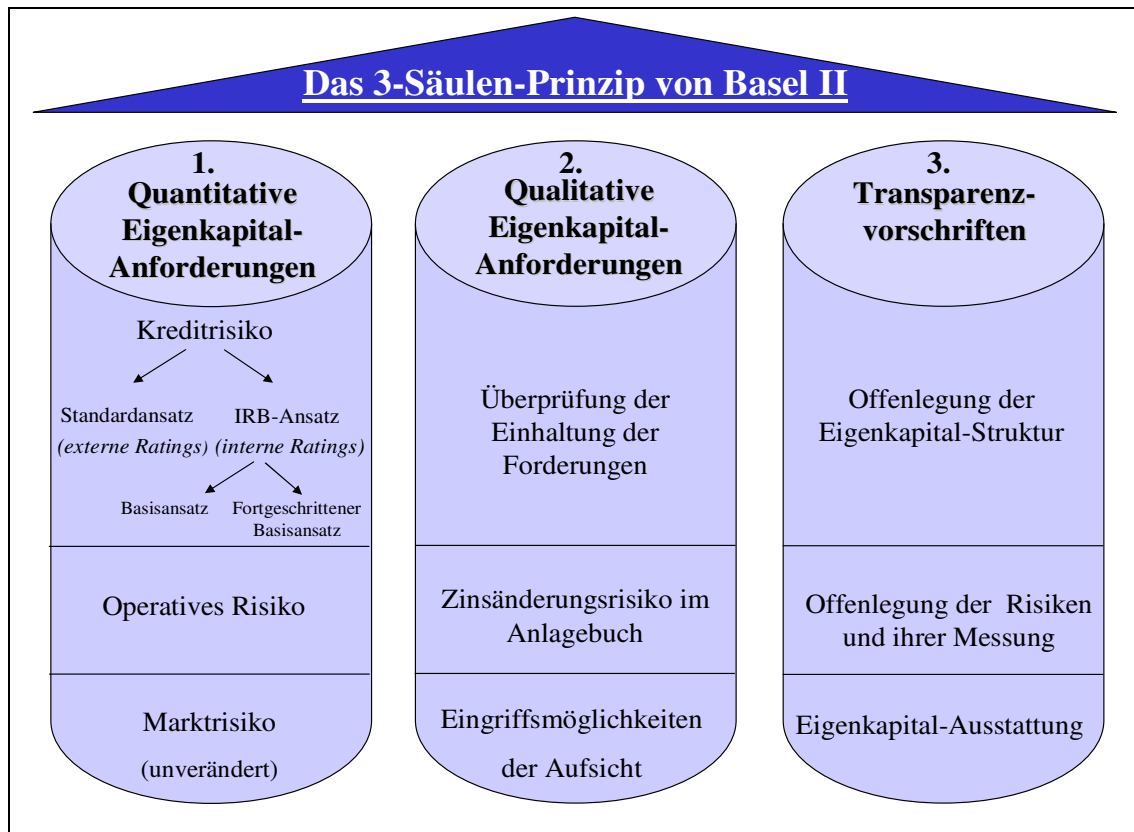 Das 3-Säulen-Prinzip von Basel II
1.
Quantitative
Eigenkapital-
Anforderungen
Kreditrisiko
Standardansatz IRB-Ansatz
(externe Ratings) (interne Ratings)
Basisansatz Fortgeschrittener
Basisansatz
Operatives Risiko
Marktrisiko
(unverändert)
2.
Qualitative
Eigenkapital-
Anforderungen
Überprüfung der
Einhaltung der
Forderungen
Zinsänderungsrisiko im
Anlagebuch
Eingriffsmöglichkeiten
der Aufsicht
3.
Transparenz-
vorschriften
Offenlegung der
Eigenkapital-Struktur
Offenlegung der Risiken
und ihrer Messung
Eigenkapital-Ausstattung